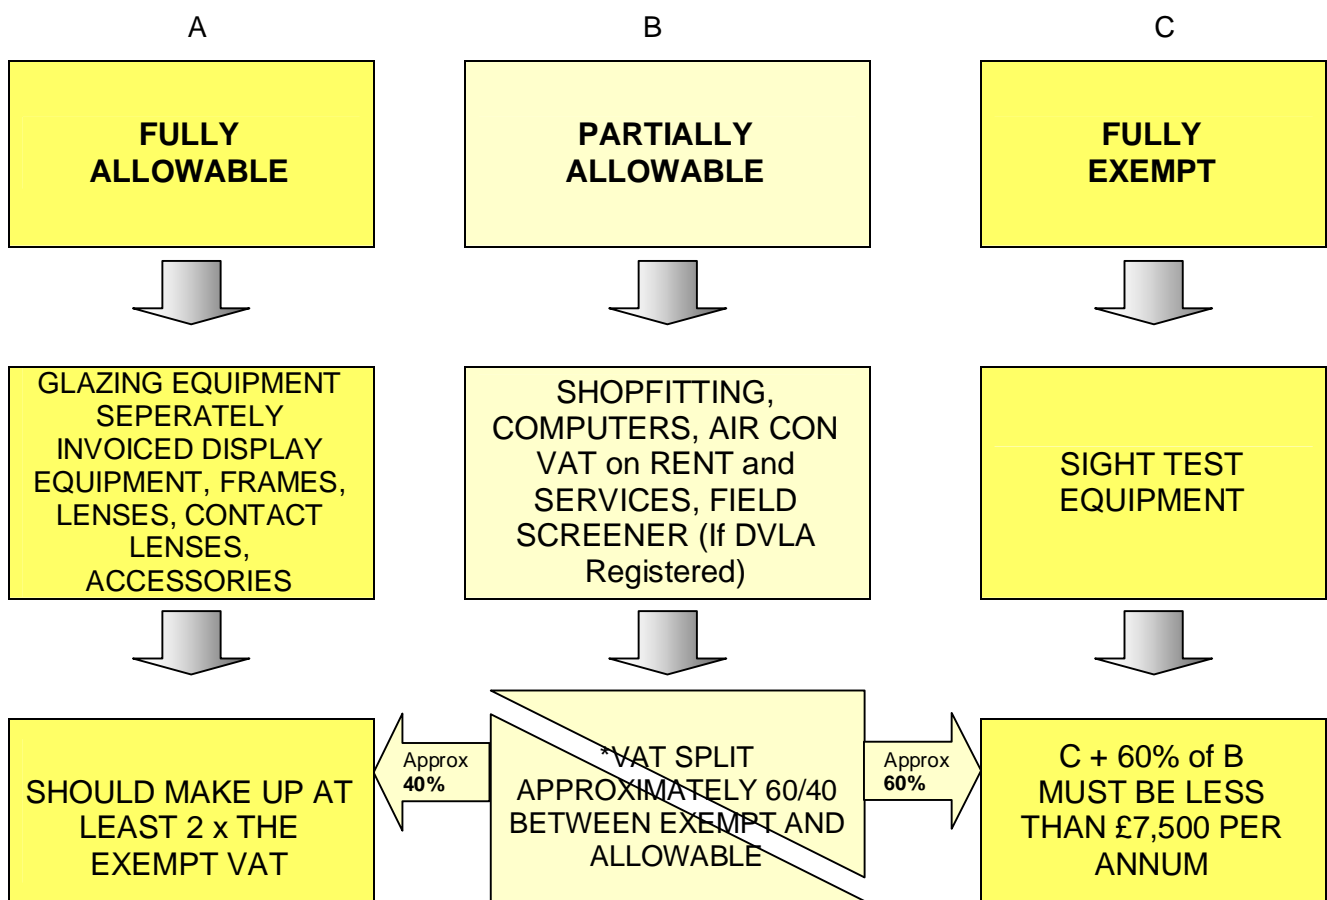 A
B
C
FULLY
ALLOWABLE
PARTIALLY
ALLOWABLE
FULLY
EXEMPT
GLAZING EQUIPMENT
SEPERATELY
INVOICED DISPLAY
EQUIPMENT, FRAMES,
LENSES, CONTACT
LENSES,
ACCESSORIES
SHOPFITTING,
COMPUTERS, AIR CON
VAT on RENT and
SERVICES, FIELD
SCREENER (If DVLA
Registered)
SIGHT TEST
EQUIPMENT
SHOULD MAKE UP AT
LEAST 2 x THE
EXEMPT VAT
Approx
40%
*VAT SPLIT
APPROXIMATELY 60/40
BETWEEN EXEMPT AND
ALLOWABLE
Approx
60%
C + 60% of B
MUST BE LESS
THAN £7,500 PER
ANNUM